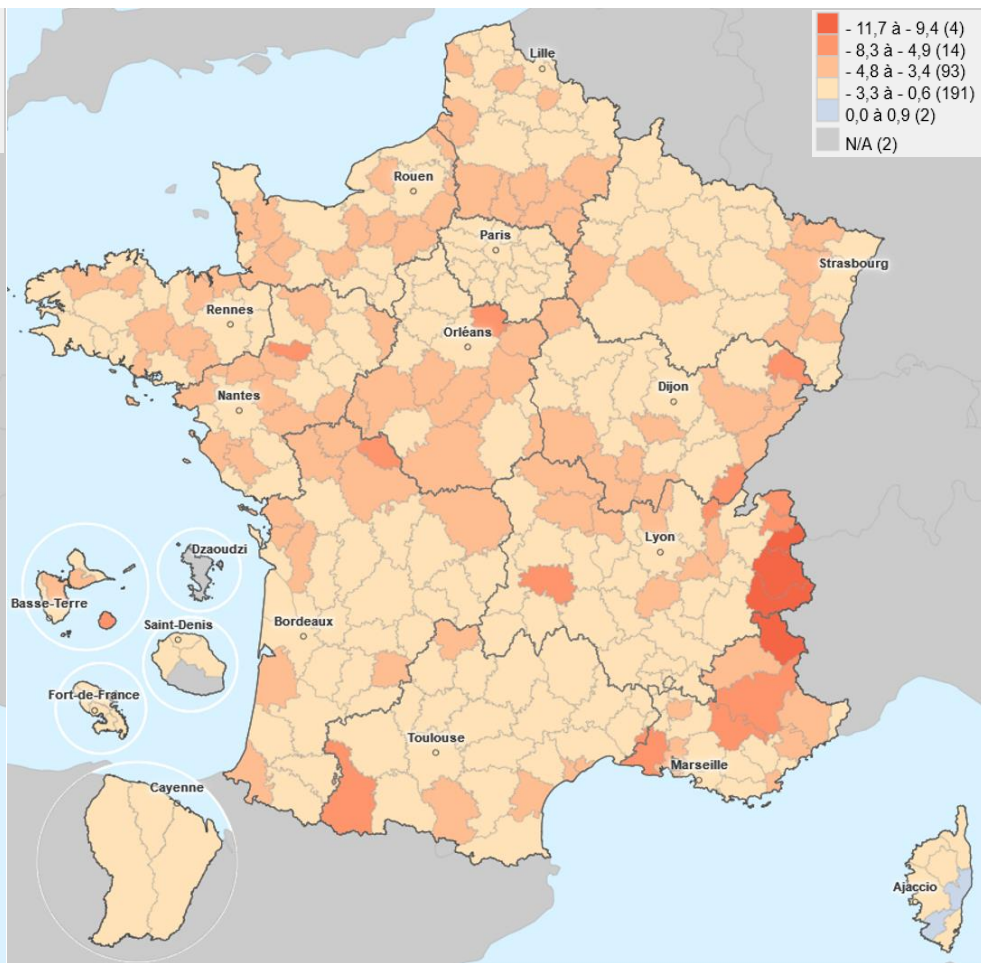 - 11,7 à - 9,4 (4)
- 8,3 à - 4,9 (14)
- 4,8 à - 3,4 (93)
- 3,3 à - 0,6 (191)
0,0 à 0,9 (2)
N/A (2)
Lille
Rouen
Paris
Strasbourg
Rennes
Orléans
Dijon
Nantes
Lyon
Dzaoudzi
Basse-Terre
Saint-Denis
Bordeaux
Fort-de-France
Toulouse
Marseille
Cayenne
Ajaccio